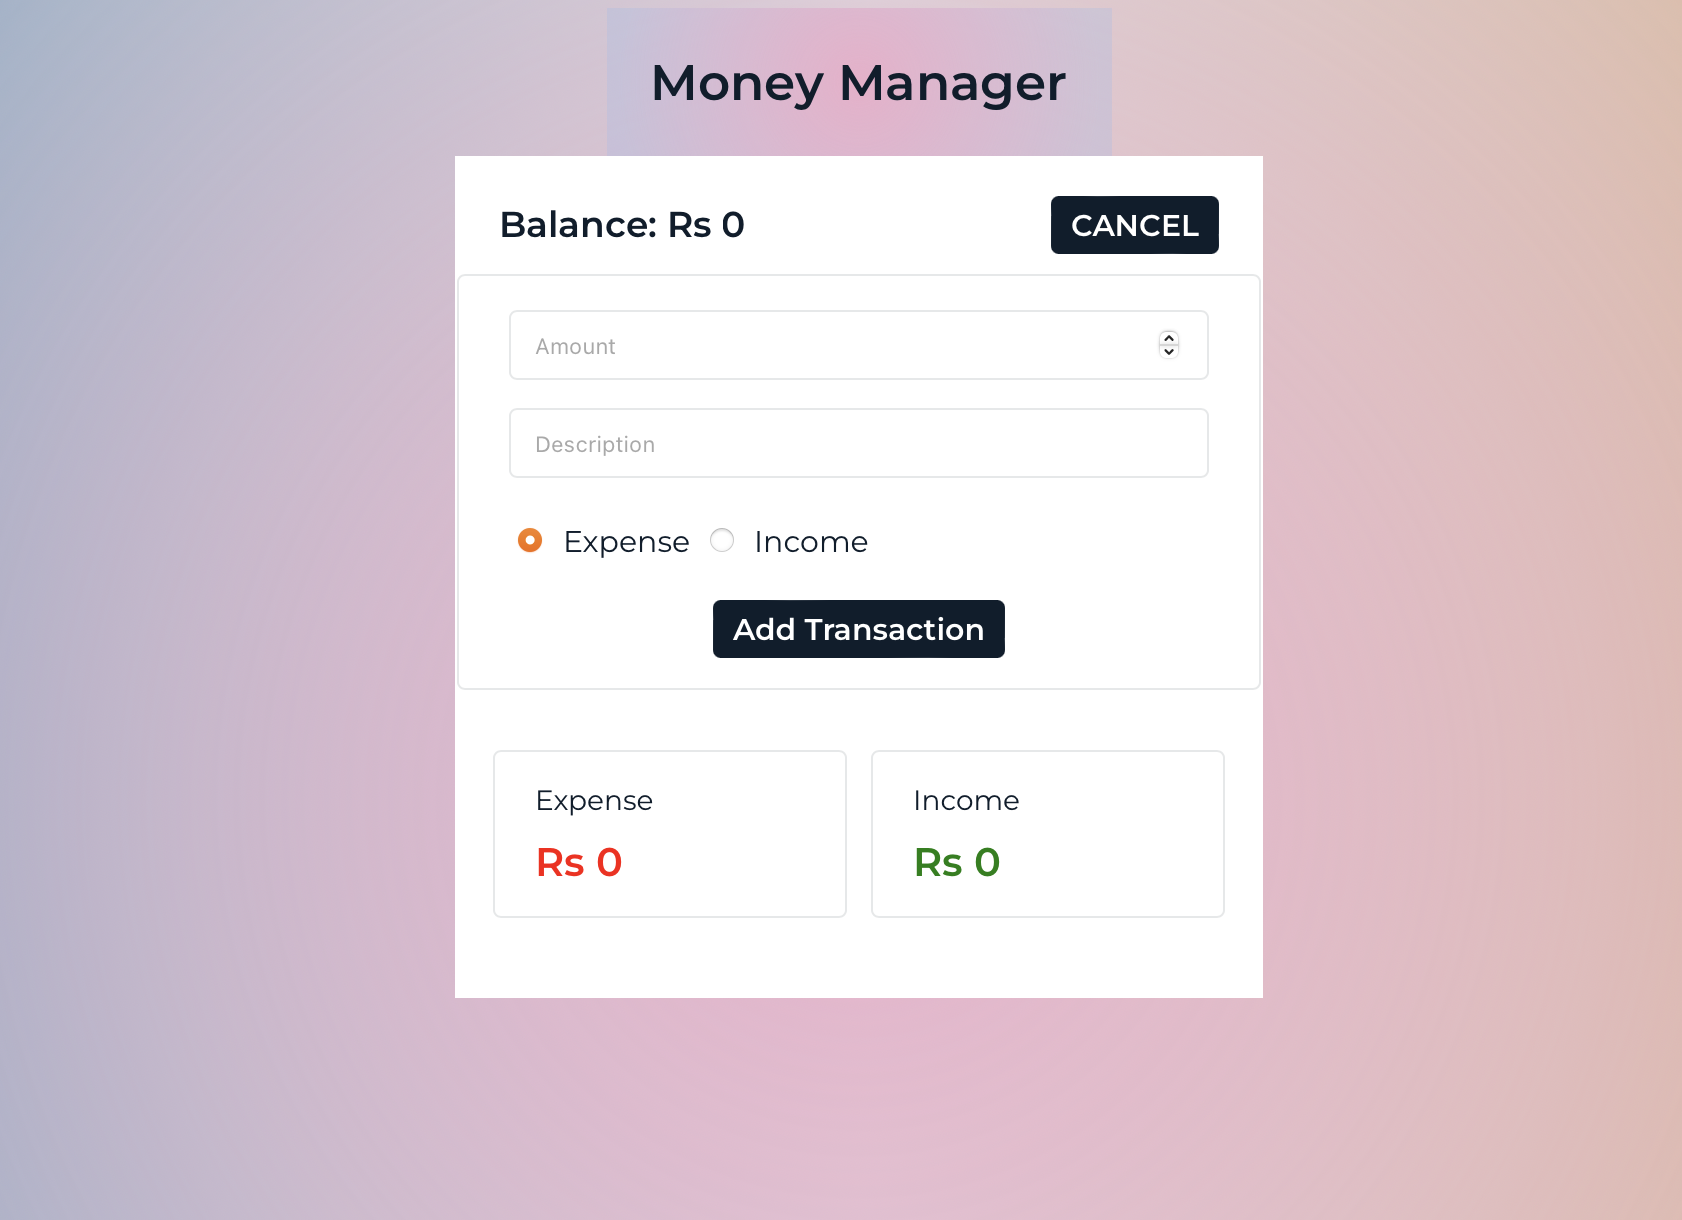 Money Manager
Balance: Rs 0 CANCEL
Amount
Description
Expense Income
Add Transaction
Expense Income
Rs 0 Rs 0